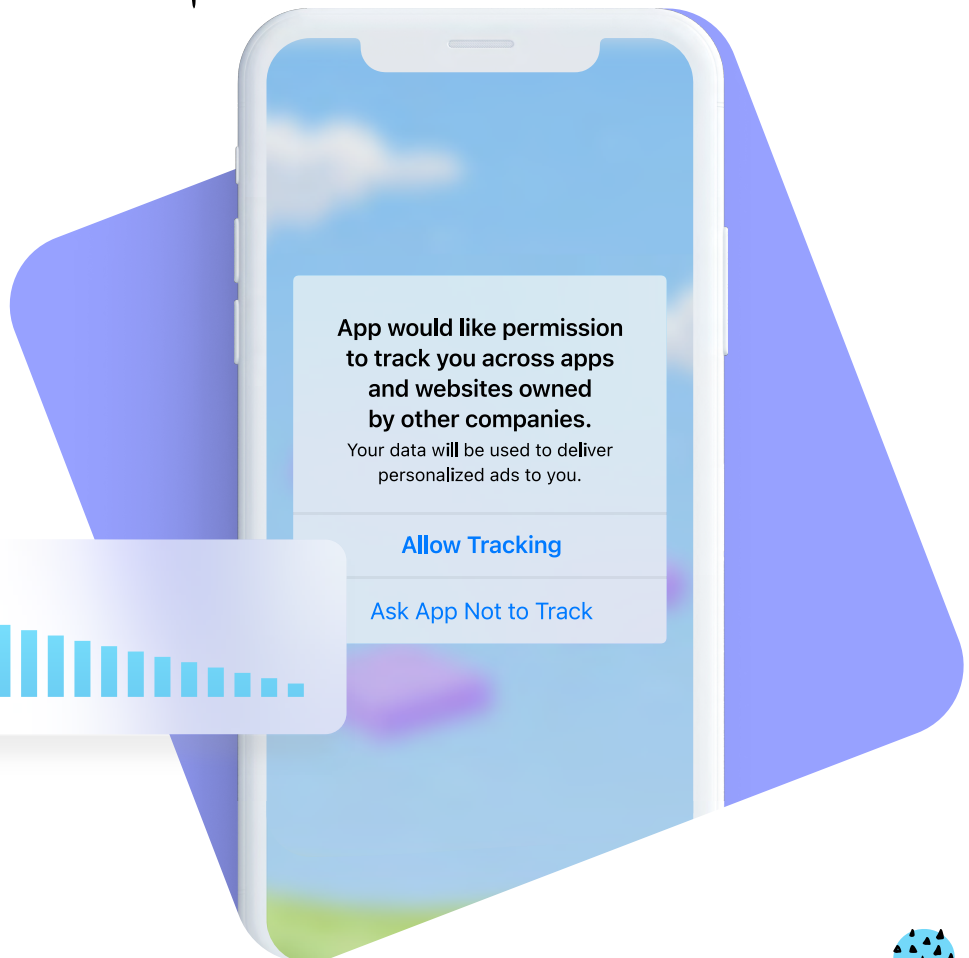 App would like permission
to track you across apps
and websites owned
by other companies.
Your data will be used to deliver
personalized ads to you.
Allow Tracking
Ask App Not to Track